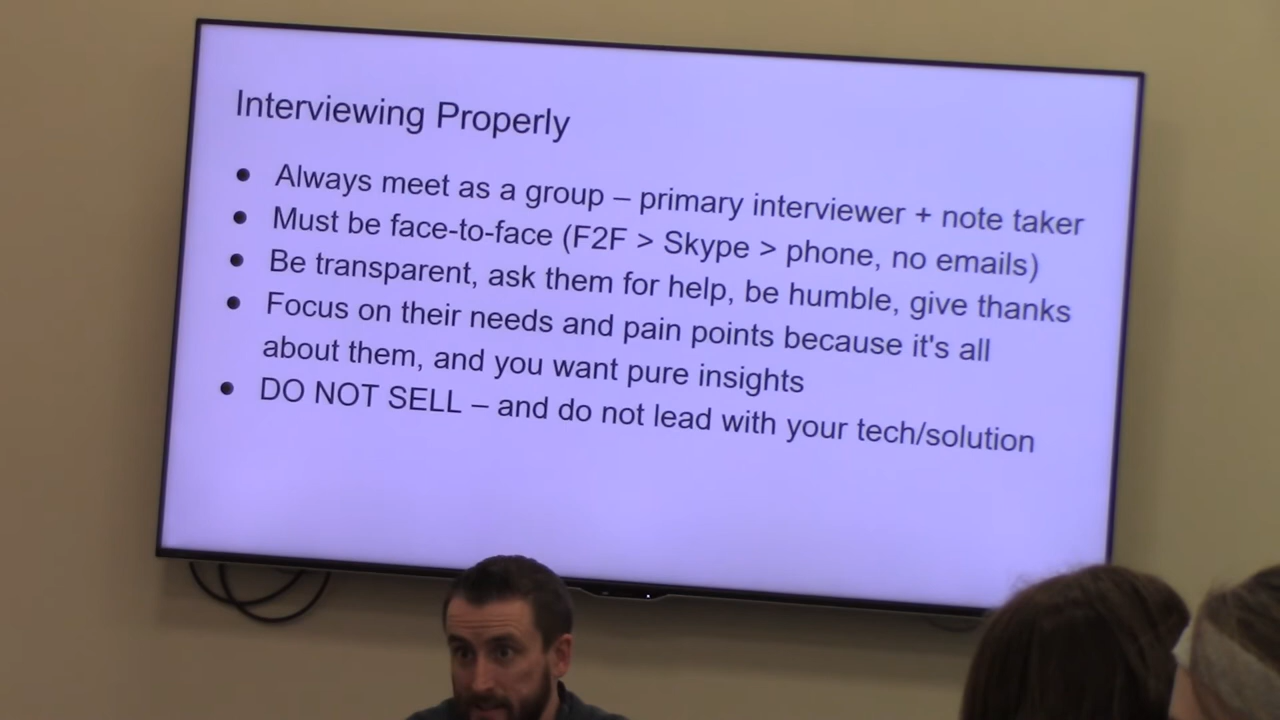 Interviewing Properly
● Always meet as a group – primary interviewer + note taker
● Must be face-to-face (F2F > Skype > phone, no emails)
● Be transparent, ask them for help, be humble, give thanks
● Focus on their needs and pain points because it's all
about them, and you want pure insights
● DO NOT SELL – and do not lead with your tech/solution